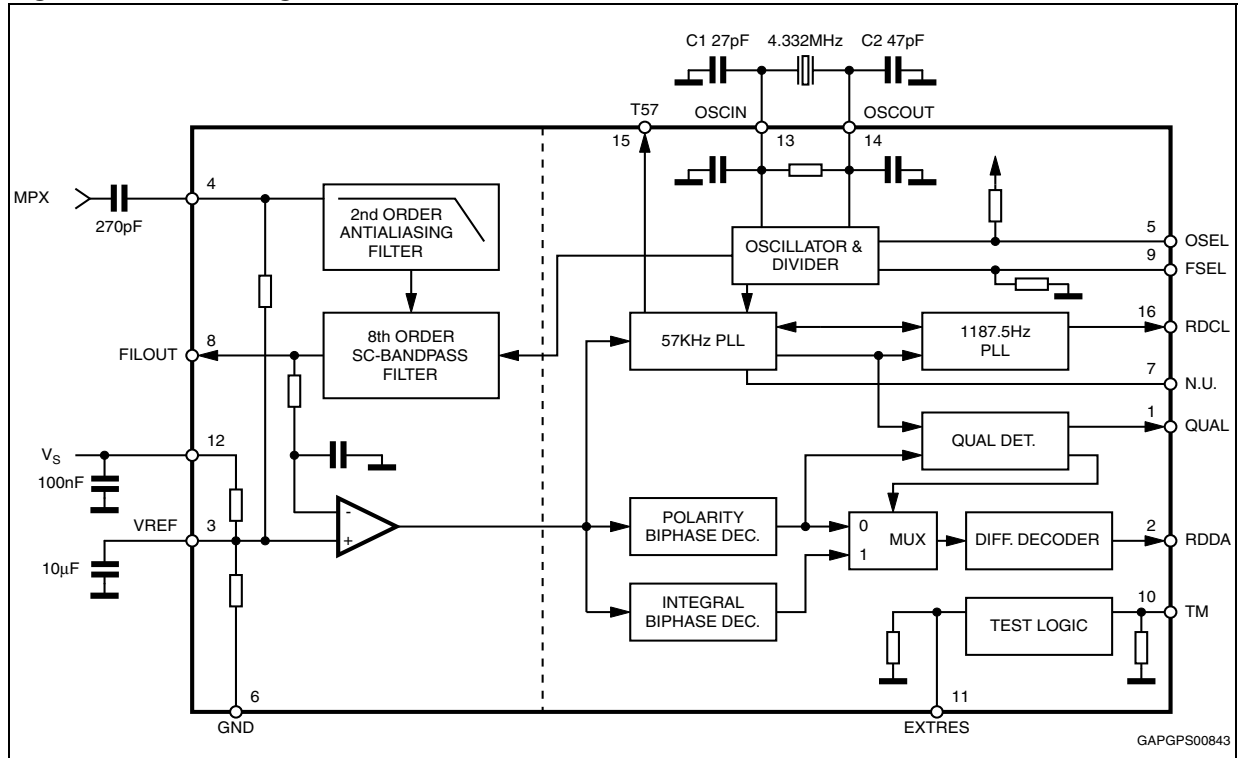 C1 27pF
4.332MHz
C2 47pF
T57
OSCIN
OSCOUT
15
13
14
MPX
270pF
4
2nd ORDER
ANTIALIASING
FILTER
OSCILLATOR &
DIVIDER
5
OSEL
9
FSEL
FILOUT
8
8th ORDER
SC-BANDPASS
FILTER
57KHz PLL
1187.5Hz
PLL
16
RDCL
7
N.U.
VS
12
100nF
QUAL DET.
1
QUAL
VREF
3
10μF
-
+
POLARITY
BIPHASE DEC.
0
1
MUX
DIFF. DECODER
2
RDDA
INTEGRAL
BIPHASE DEC.
TEST LOGIC
10
TM
6
GND
11
EXTRES
GAPGPS00843